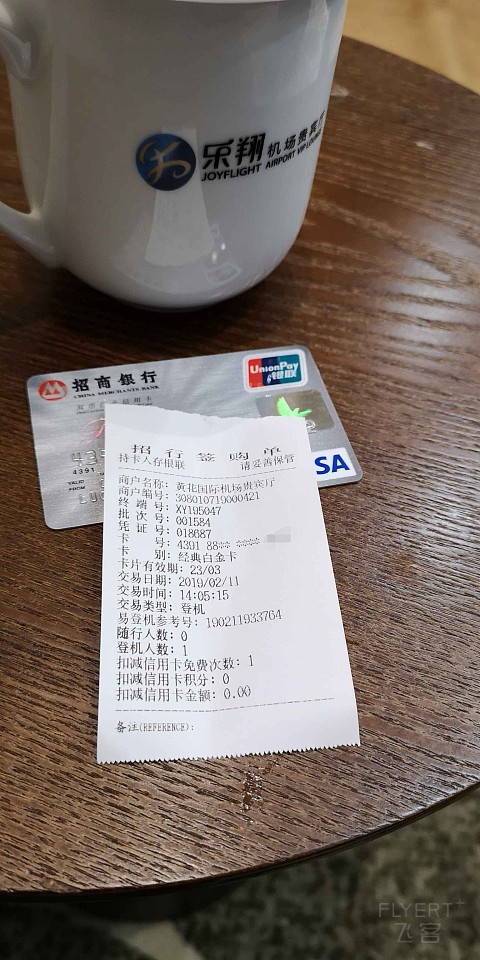 乐翔 机场贵宾厅
JOYFLIGHT AIRPORT VIP LOUNGE
招商银行
CHINA MERCHANTS BANK
UnionPay
银联
4391
VALID
FROM
VISA
招 行 签 购 单
持卡人存根联 请妥善保管
商户名称: 黄花国际机场贵宾厅
商户编号: 308010719000421
终 端 号: XY195047
批 次 号: 001584
凭 证 号: 018687
卡 号: 4391 88** ****
卡 别: 经典白金卡
卡片有效期: 23/03
交易日期: 2019/02/11
交易时间: 14:05:15
交易类型: 登机
易登机参考号: 190211933764
随行人数: 0
登机人数: 1
扣减信用卡免费次数: 1
扣减信用卡积分: 0
扣减信用卡金额: 0.00
备注(REFERENCE):
FLYERT+
飞客